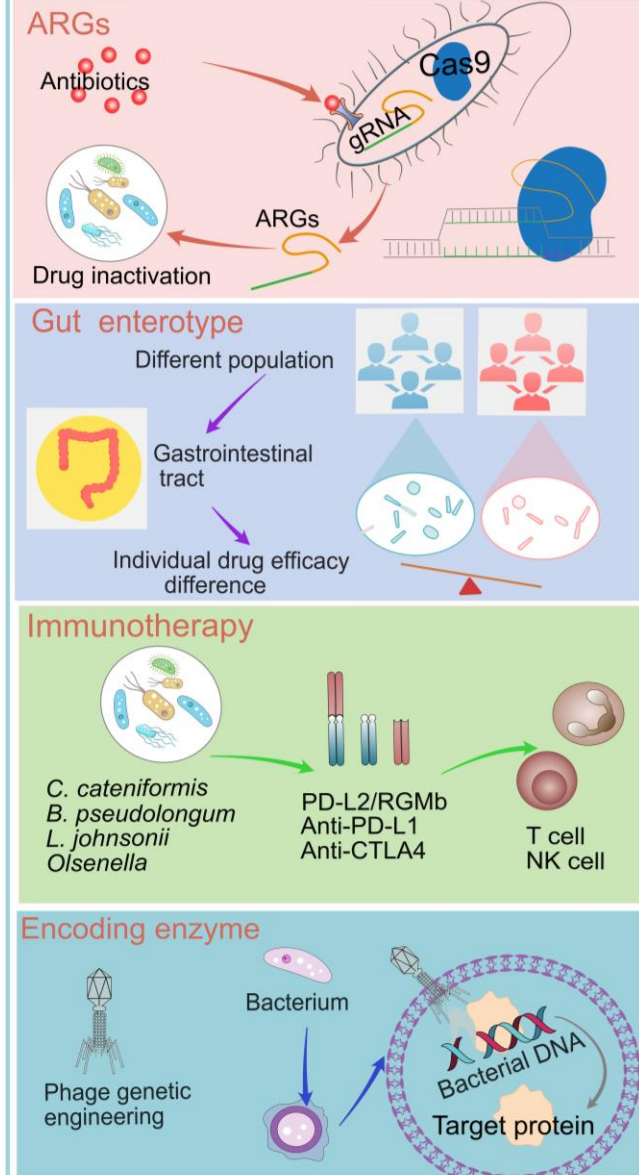 ARGs
Antibiotics
Cas9
gRNA
ARGs
Drug inactivation
Gut enterotype
Different population
Gastrointestinal
tract
Individual drug efficacy
difference
Immunotherapy
C. cateniformis
B. pseudolongum
L. johnsonii
Olsenella
PD-L2/RGMb
Anti-PD-L1
Anti-CTLA4
T cell
NK cell
Encoding enzyme
Phage genetic
engineering
Bacterium
Bacterial DNA
Target protein